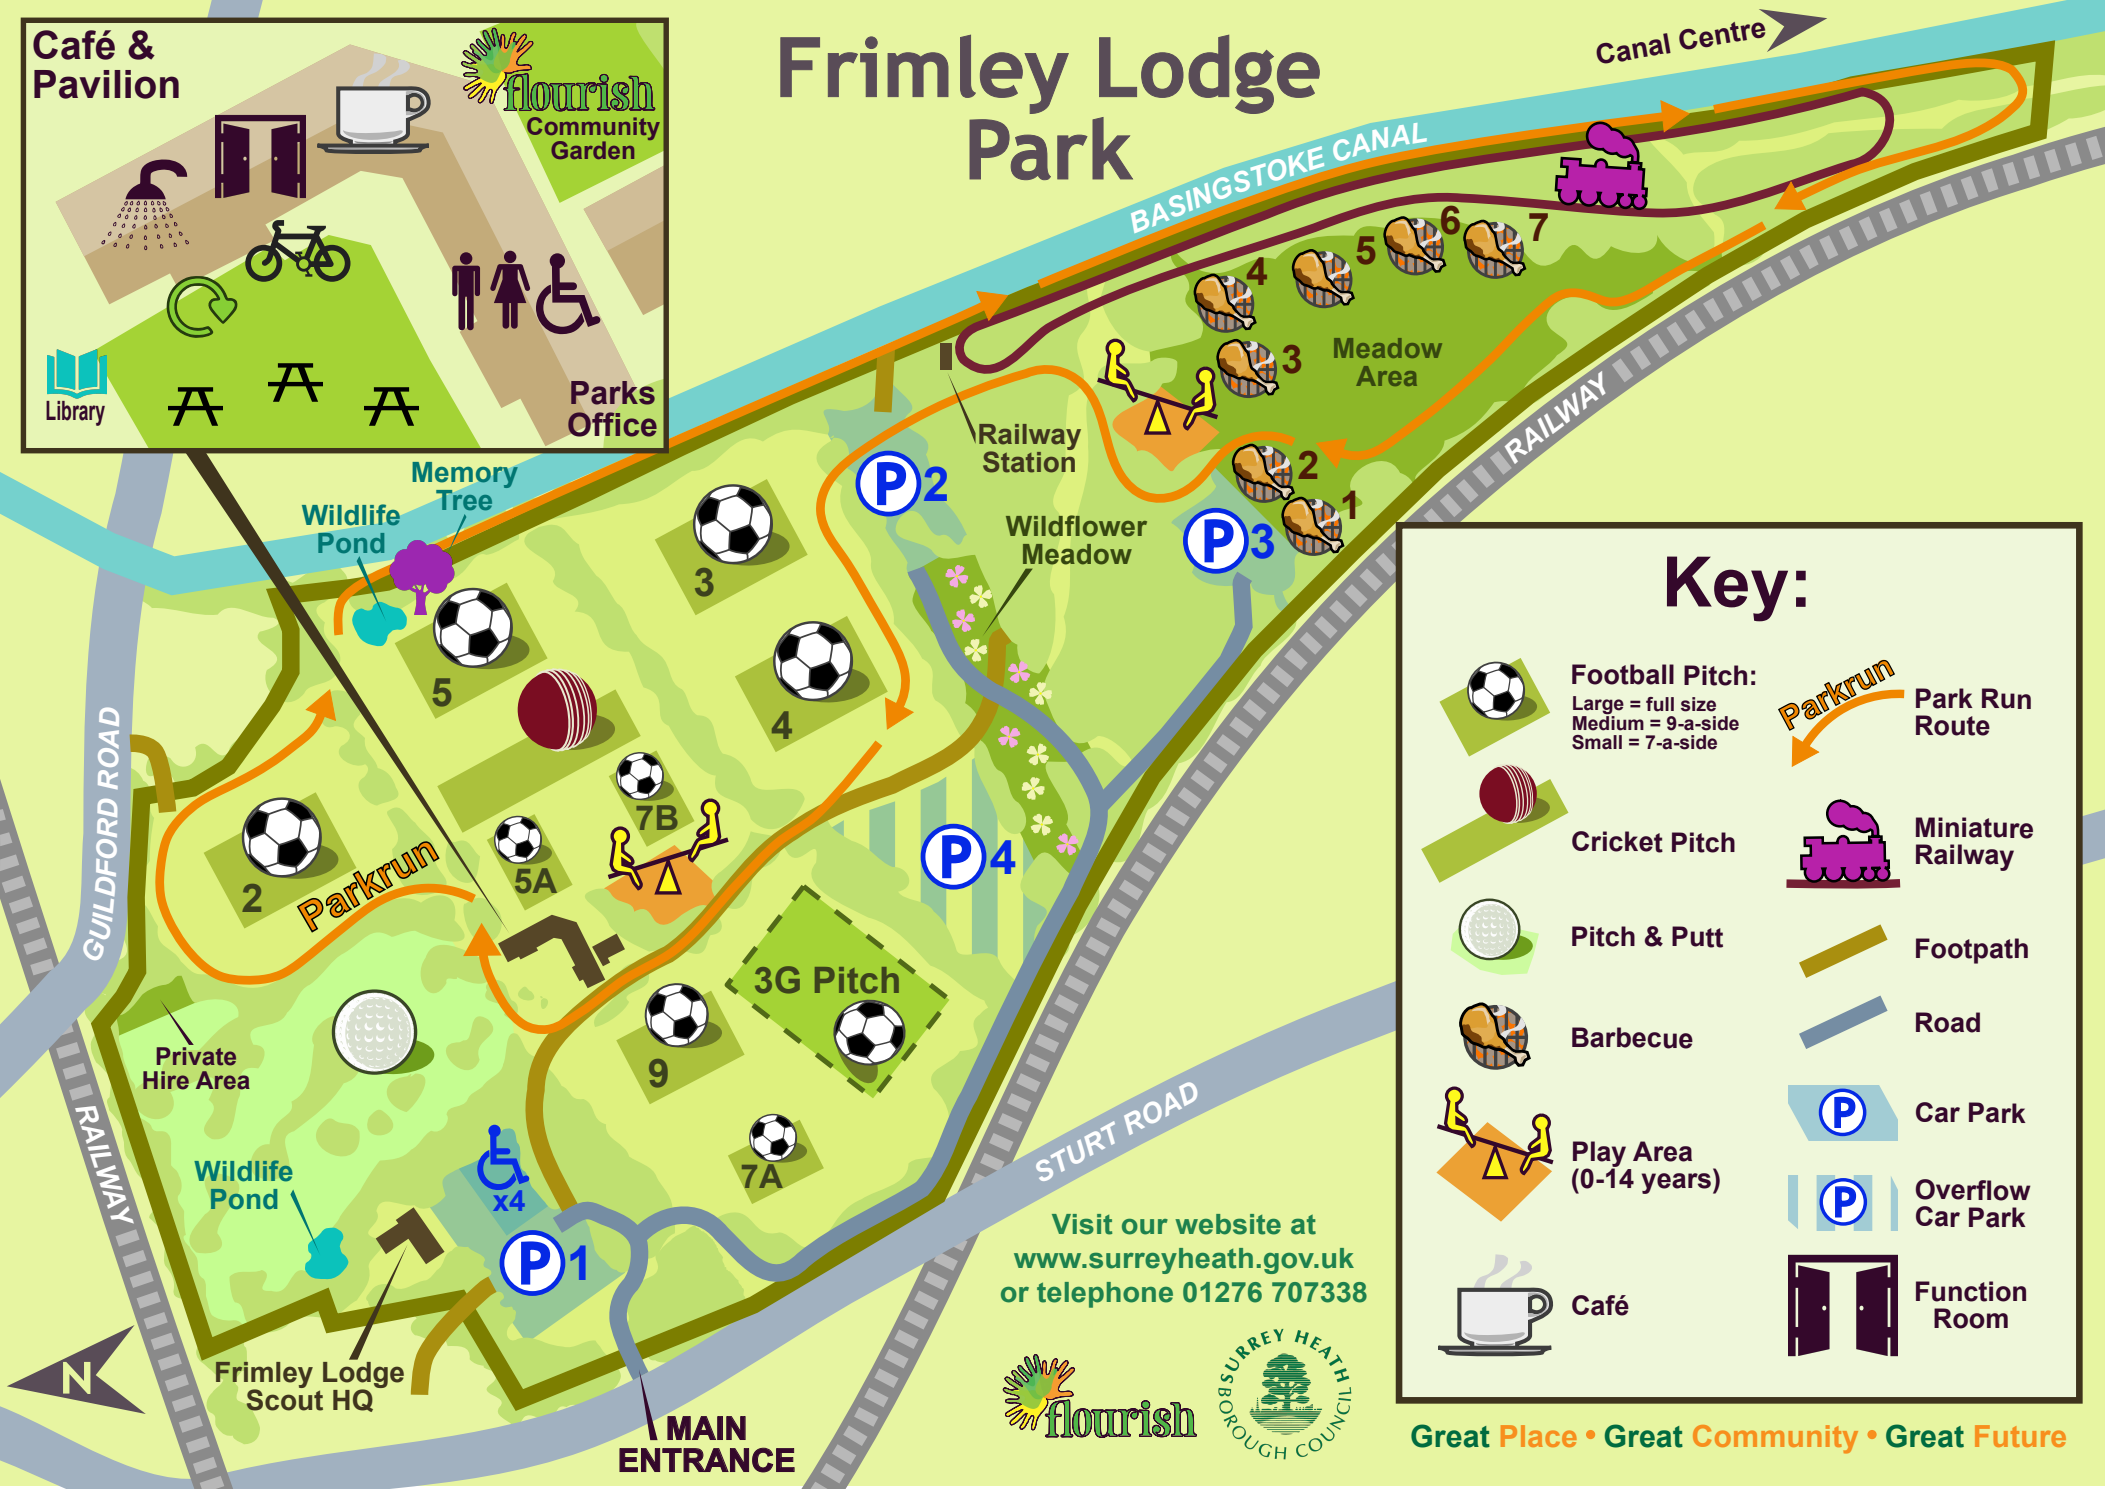 Café &
Pavilion
flourish
Community
Garden
Library
Parks
Office
Frimley Lodge
Park
Canal Centre
BASINGSTOKE CANAL
4
5
6
7
3
Meadow
Area
2
1
Railway
Station
RAILWAY
P2
P3
Wildflower
Meadow
Memory
Tree
Wildlife
Pond
3
5
4
7B
5A
2
Parkrun
P4
3G Pitch
9
7A
GUILDFORD ROAD
Private
Hire Area
RAILWAY
Wildlife
Pond
x4
P1
Frimley Lodge
Scout HQ
N
MAIN
ENTRANCE
STURT ROAD
Visit our website at
www.surreyheath.gov.uk
or telephone 01276 707338
flourish
SURREY HEATH
BOROUGH COUNCIL
Key:
Football Pitch:
Large = full size
Medium = 9-a-side
Small = 7-a-side
Parkrun
Park Run
Route
Cricket Pitch
Miniature
Railway
Pitch & Putt
Footpath
Barbecue
Road
Play Area
(0-14 years)
P
Car Park
P
Overflow
Car Park
Café
Function
Room
Great Place • Great Community • Great Future